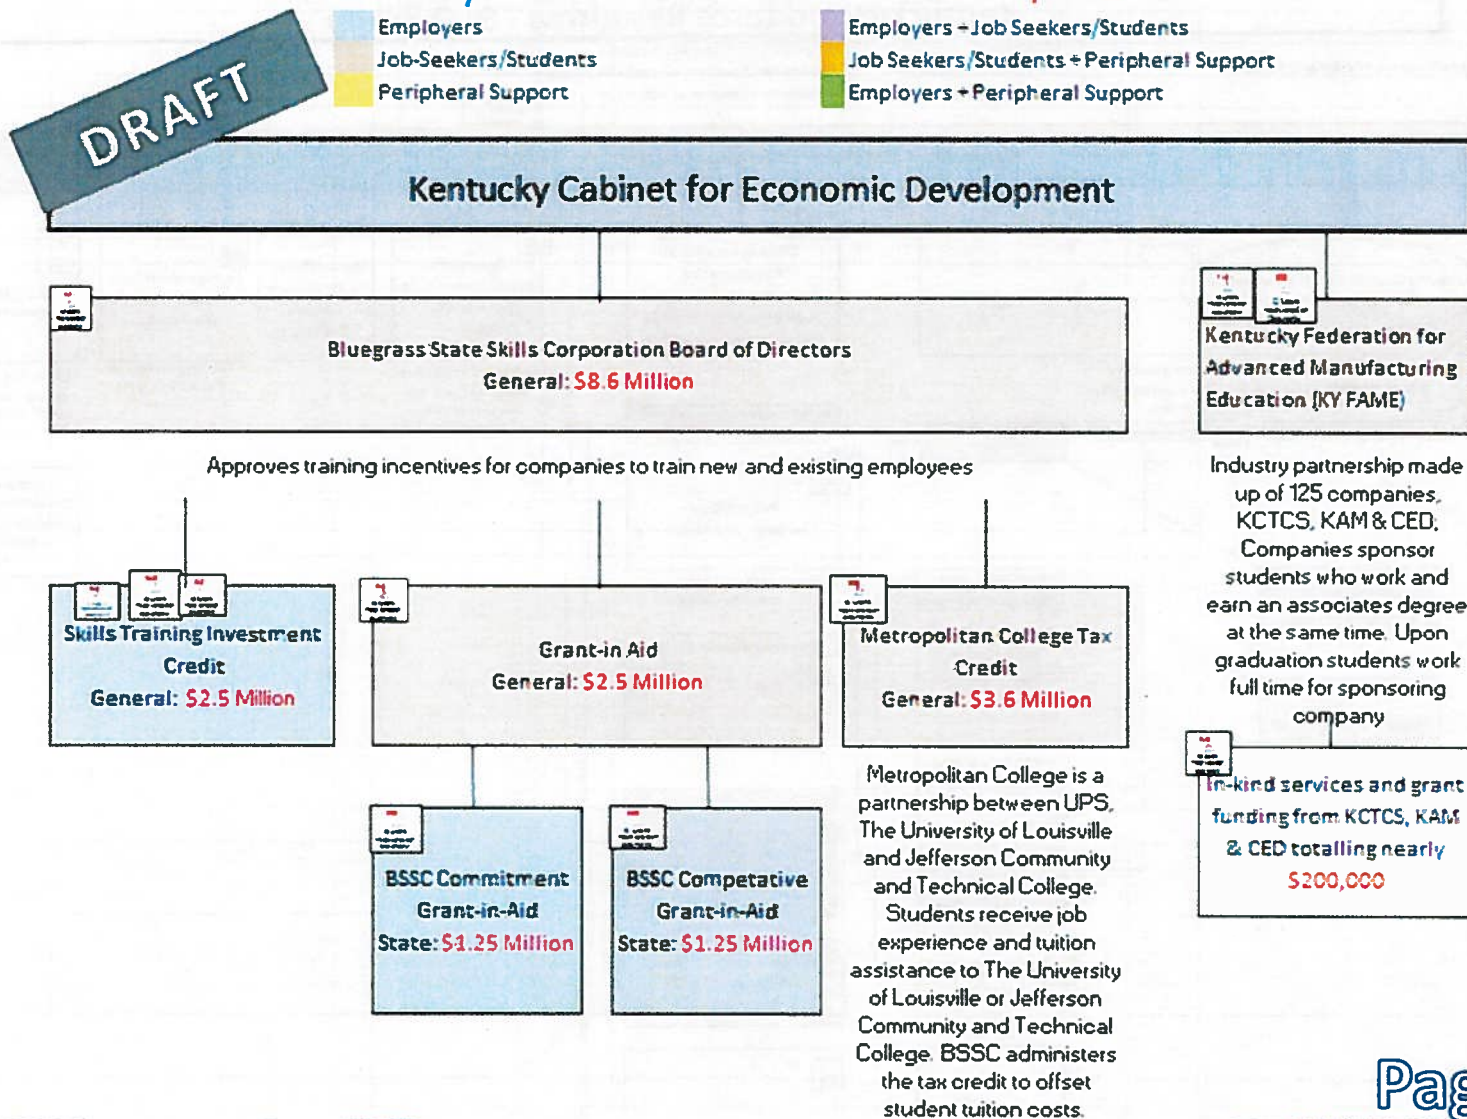 Employers
Job-Seekers/Students
Peripheral Support
Employers + Job Seekers/Students
Job Seekers/Students + Peripheral Support
Employers + Peripheral Support
DRAFT
Kentucky Cabinet for Economic Development
Bluegrass State Skills Corporation Board of Directors
General: $8.6 Million
Approves training incentives for companies to train new and existing employees
Skills Training Investment
Credit
General: $2.5 Million
Grant-in Aid
General: $2.5 Million
BSSC Commitment
Grant-in-Aid
State: $1.25 Million
BSSC Competative
Grant-in-Aid
State: $1.25 Million
Metropolitan College Tax
Credit
General: $3.6 Million
Metropolitan College is a
partnership between UPS,
The University of Louisville
and Jefferson Community
and Technical College.
Students receive job
experience and tuition
assistance to The University
of Louisville or Jefferson
Community and Technical
College. BSSC administers
the tax credit to offset
student tuition costs.
Kentucky Federation for
Advanced Manufacturing
Education (KY FAME)
Industry partnership made
up of 125 companies,
KCTCS, KAM & CED;
Companies sponsor
students who work and
earn an associates degree
at the same time. Upon
graduation students work
full time for sponsoring
company
In-kind services and grant
funding from KCTCS, KAM
& CED totalling nearly
$200,000
Pag